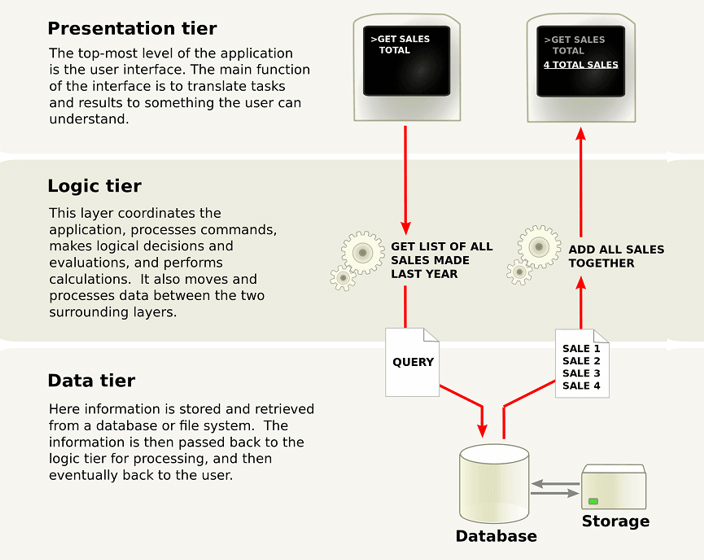 Presentation tier
The top-most level of the application
is the user interface. The main function
of the interface is to translate tasks
and results to something the user can
understand.
>GET SALES
TOTAL
>GET SALES
TOTAL
4 TOTAL SALES
Logic tier
This layer coordinates the
application, processes commands,
makes logical decisions and
evaluations, and performs
calculations.  It also moves and
processes data between the two
surrounding layers.
GET LIST OF ALL
SALES MADE
LAST YEAR
ADD ALL SALES
TOGETHER
QUERY
SALE 1
SALE 2
SALE 3
SALE 4
Data tier
Here information is stored and retrieved
from a database or file system.  The
information is then passed back to the
logic tier for processing, and then
eventually back to the user.
Database
Storage